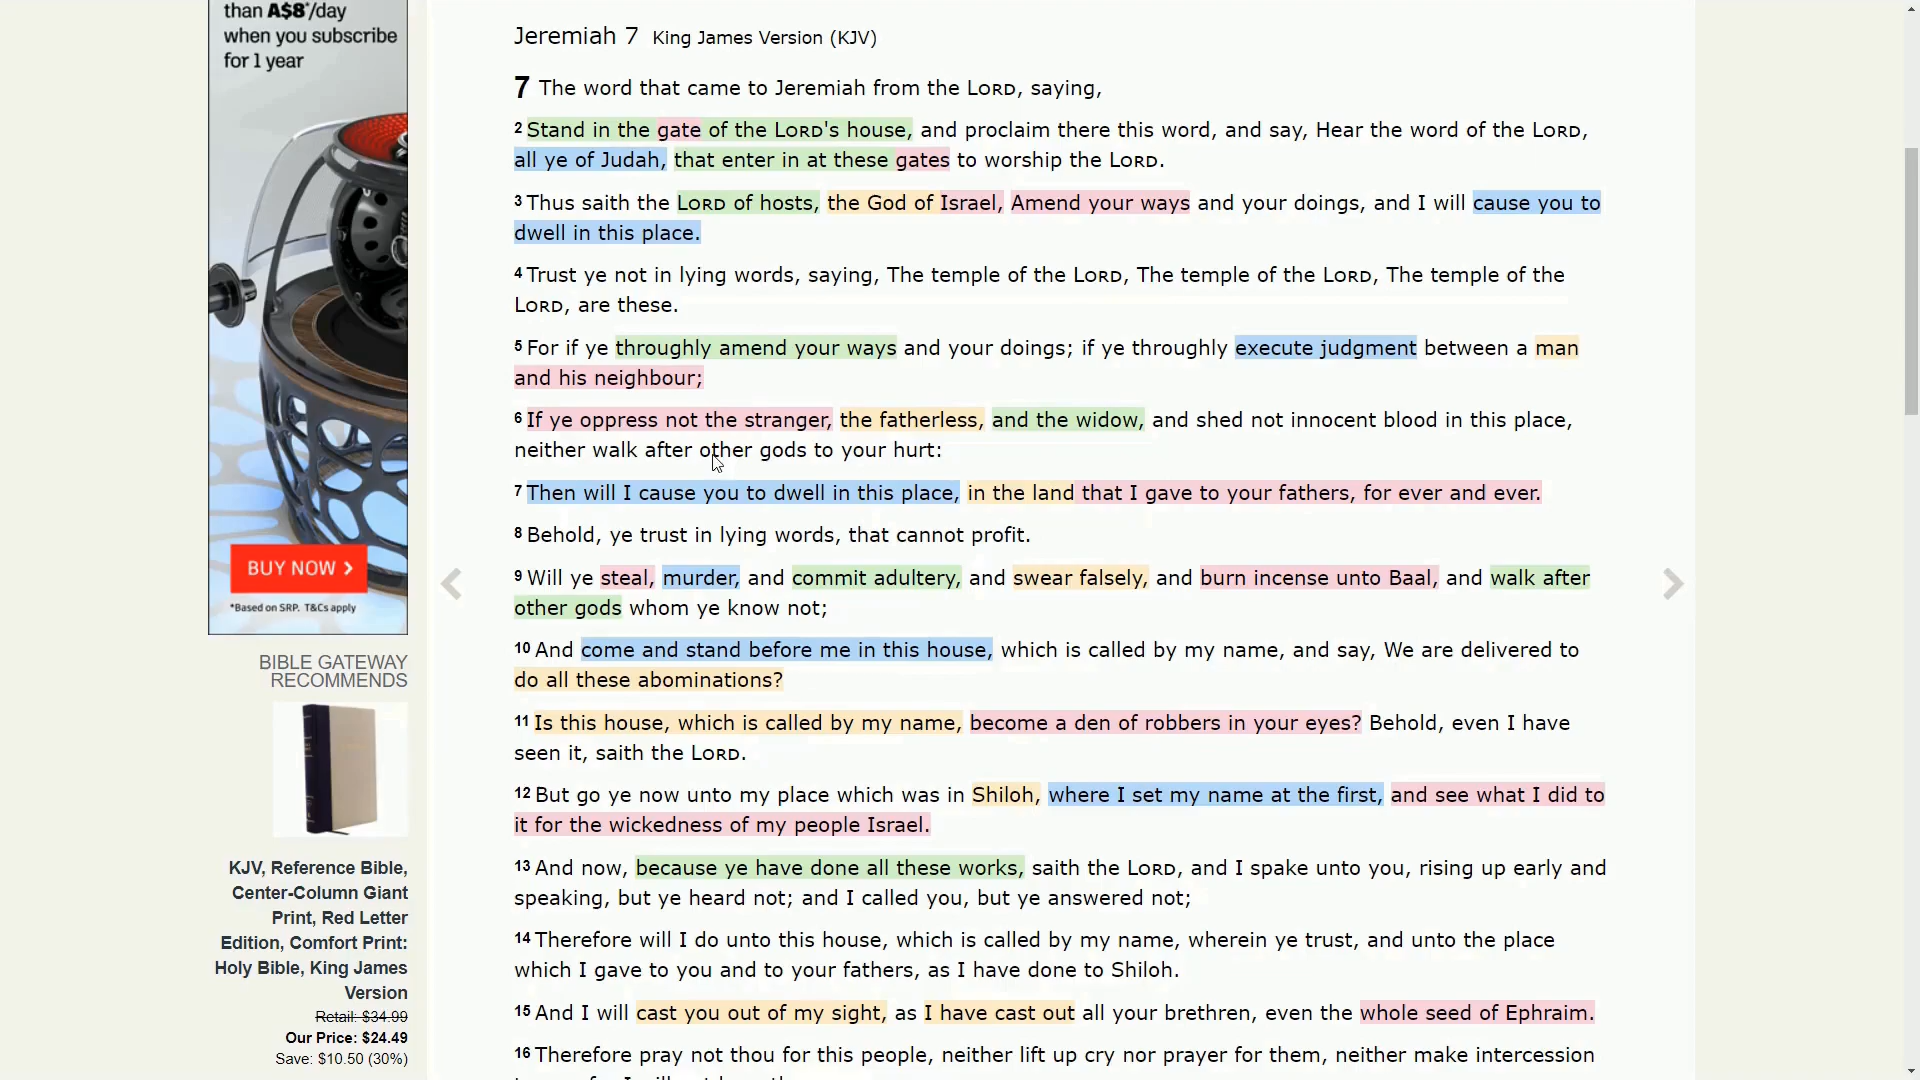 than A$8*/day
when you subscribe
for 1 year
BUY NOW >
*Based on SRP. T&Cs apply
BIBLE GATEWAY
RECOMMENDS
KJV, Reference Bible,
Center-Column Giant
Print, Red Letter
Edition, Comfort Print:
Holy Bible, King James
Version
Retail: $34.99
Our Price: $24.49
Save: $10.50 (30%)
Jeremiah 7 King James Version (KJV)
7 The word that came to Jeremiah from the LORD, saying,
2 Stand in the gate of the LORD's house, and proclaim there this word, and say, Hear the word of the LORD,
all ye of Judah, that enter in at these gates to worship the LORD.
3 Thus saith the LORD of hosts, the God of Israel, Amend your ways and your doings, and I will cause you to
dwell in this place.
4 Trust ye not in lying words, saying, The temple of the LORD, The temple of the LORD, The temple of the
LORD, are these.
5 For if ye throughly amend your ways and your doings; if ye throughly execute judgment between a man
and his neighbour;
6 If ye oppress not the stranger, the fatherless, and the widow, and shed not innocent blood in this place,
neither walk after other gods to your hurt:
7 Then will I cause you to dwell in this place, in the land that I gave to your fathers, for ever and ever.
8 Behold, ye trust in lying words, that cannot profit.
9 Will ye steal, murder, and commit adultery, and swear falsely, and burn incense unto Baal, and walk after
other gods whom ye know not;
10 And come and stand before me in this house, which is called by my name, and say, We are delivered to
do all these abominations?
11 Is this house, which is called by my name, become a den of robbers in your eyes? Behold, even I have
seen it, saith the LORD.
12 But go ye now unto my place which was in Shiloh, where I set my name at the first, and see what I did to
it for the wickedness of my people Israel.
13 And now, because ye have done all these works, saith the LORD, and I spake unto you, rising up early and
speaking, but ye heard not; and I called you, but ye answered not;
14 Therefore will I do unto this house, which is called by my name, wherein ye trust, and unto the place
which I gave to you and to your fathers, as I have done to Shiloh.
15 And I will cast you out of my sight, as I have cast out all your brethren, even the whole seed of Ephraim.
16 Therefore pray not thou for this people, neither lift up cry nor prayer for them, neither make intercession